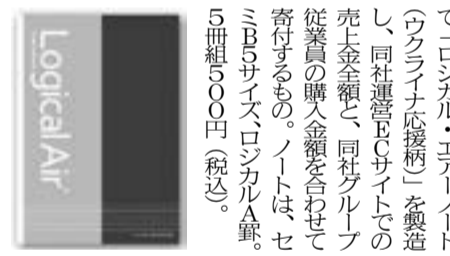 で「ロジカル・エアーノート
（ウクライナ応援柄）」を製造
し、同社運営ECサイトでの
売上金全額と、同社グループ
従業員の購入金額を合わせて
寄付するもの。ノートは、セ
ミB5サイズ、ロジカルA罫。
5冊組500円（税込）。
Logical Air